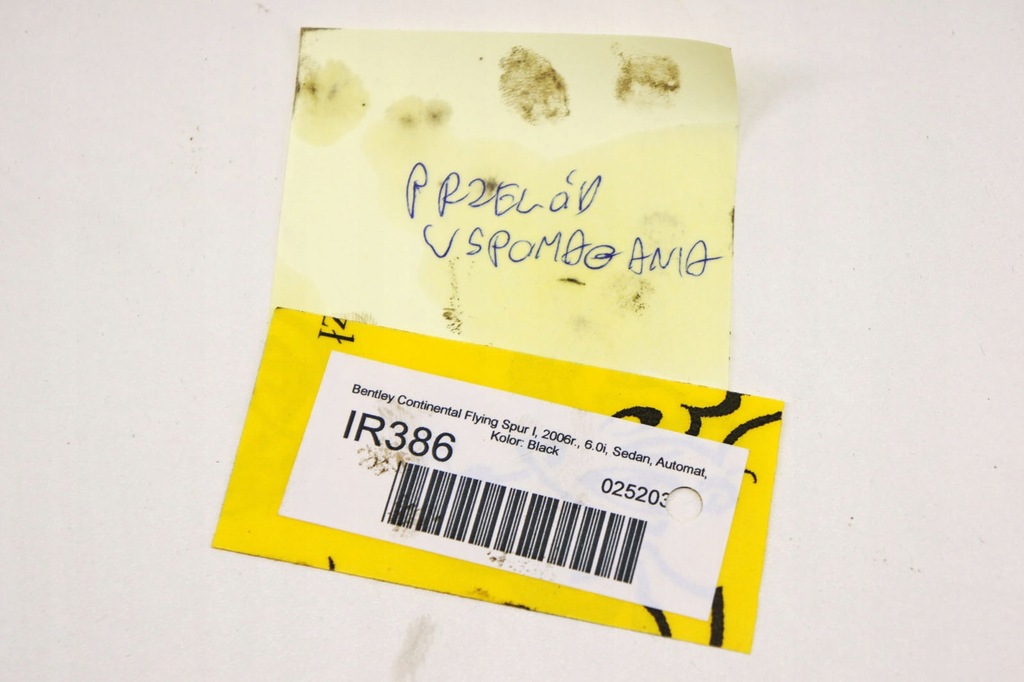 PRZEWÓD
WSPOMAGANIA
Bentley Continental Flying Spur I, 2006r., 6.0i, Sedan, Automat,
Kolor: Black
IR386
025203